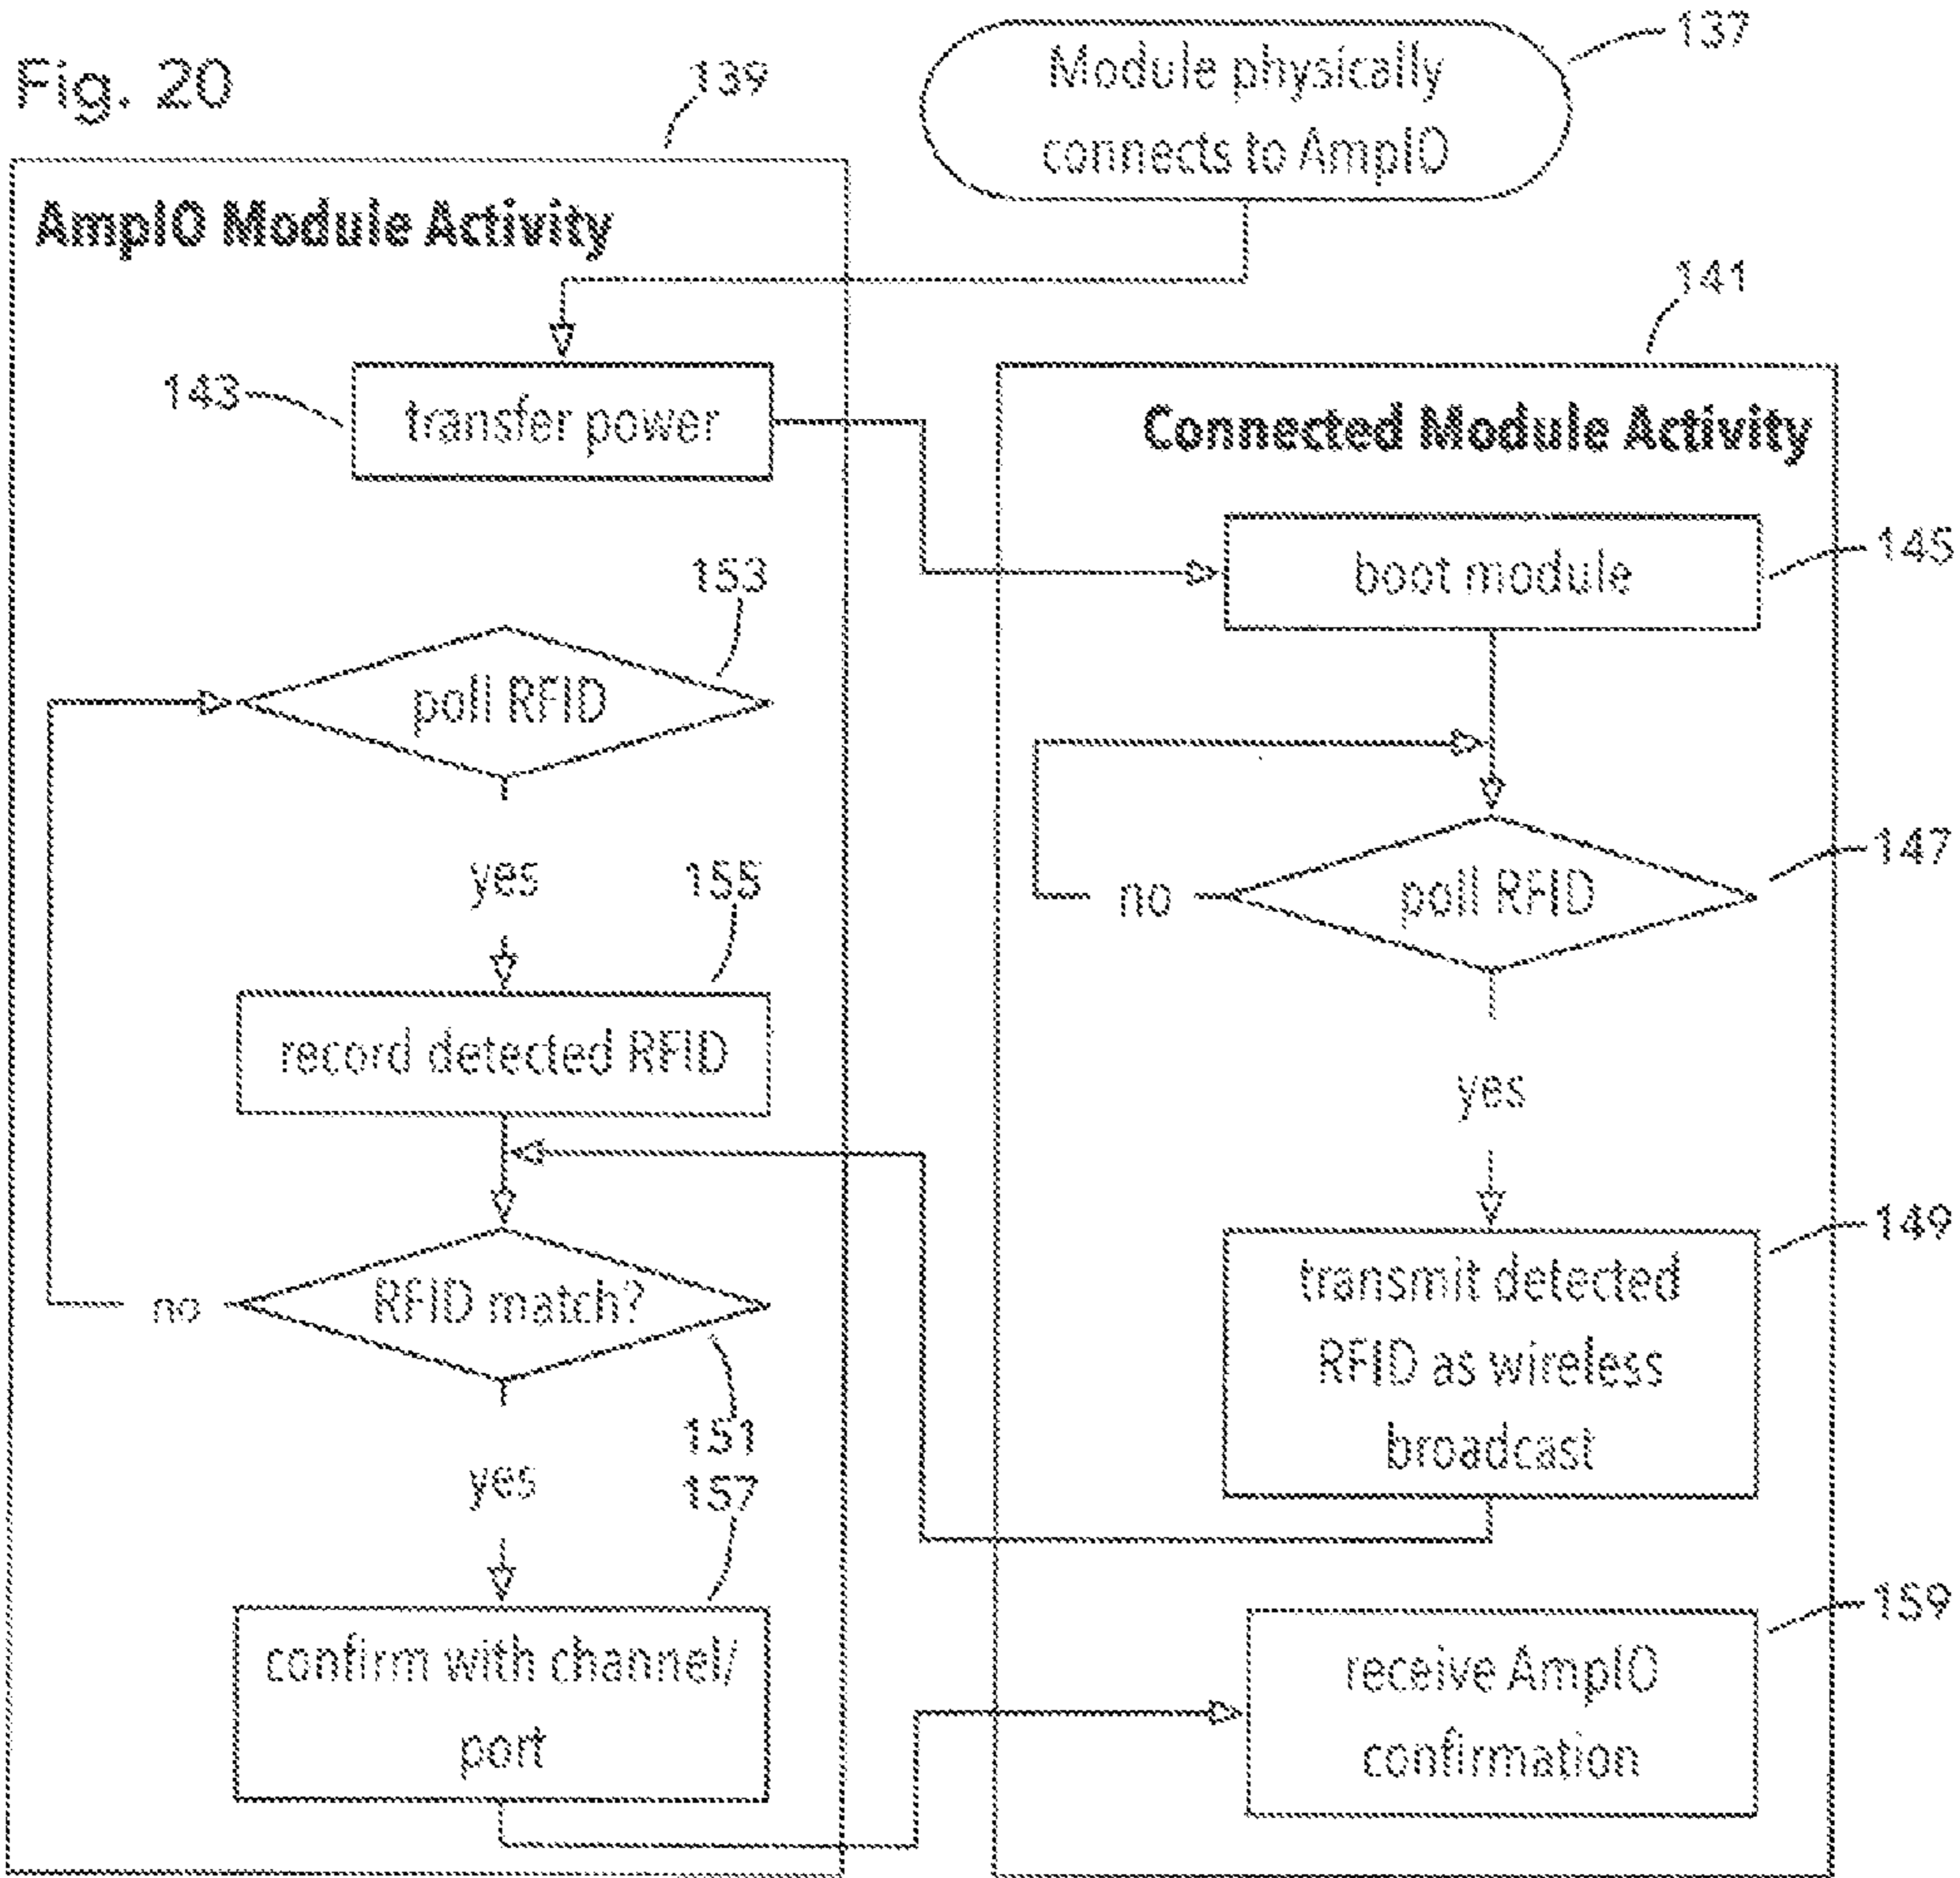 Fig. 20
137
Module physically
connects to AmpIO
139
AmpIO Module Activity
141
143
transfer power
Connected Module Activity
boot module
145
153
poll RFID
147
poll RFID
no
yes
155
record detected RFID
yes
149
transmit detected
RFID as wireless
broadcast
RFID match?
no
151
yes
157
confirm with channel/
port
159
receive AmpIO
confirmation